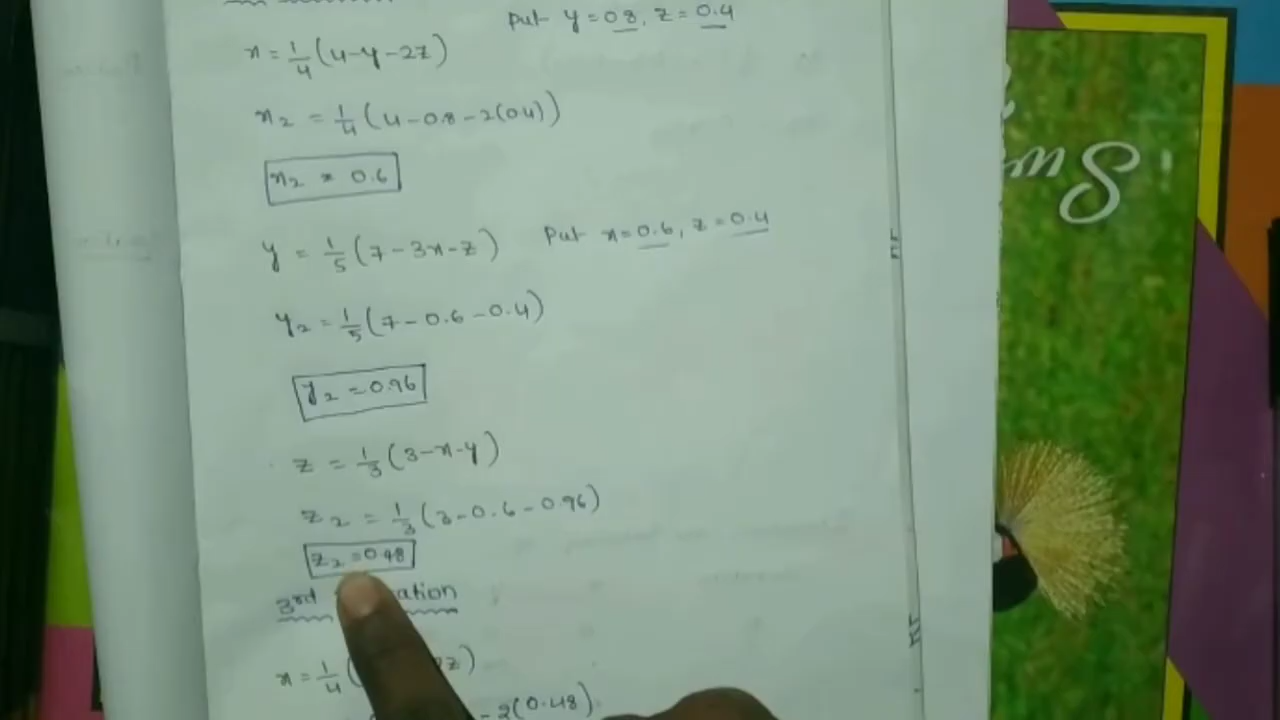 Put y = 0.8, z = 0.4
x = 1/4 (4-y-2z)
x2 = 1/4 (4-0.8-2(0.4))
x2 = 0.6
y = 1/5 (7-3x-z) Put x=0.6, z=0.4
y2 = 1/5 (7-0.6-0.4)
y2 = 0.96
z = 1/3 (3-x-y)
z2 = 1/3 (3-0.6-0.96)
z2 = 0.48
3rd
x = 1/4 ( 2z)
-2(0.48)